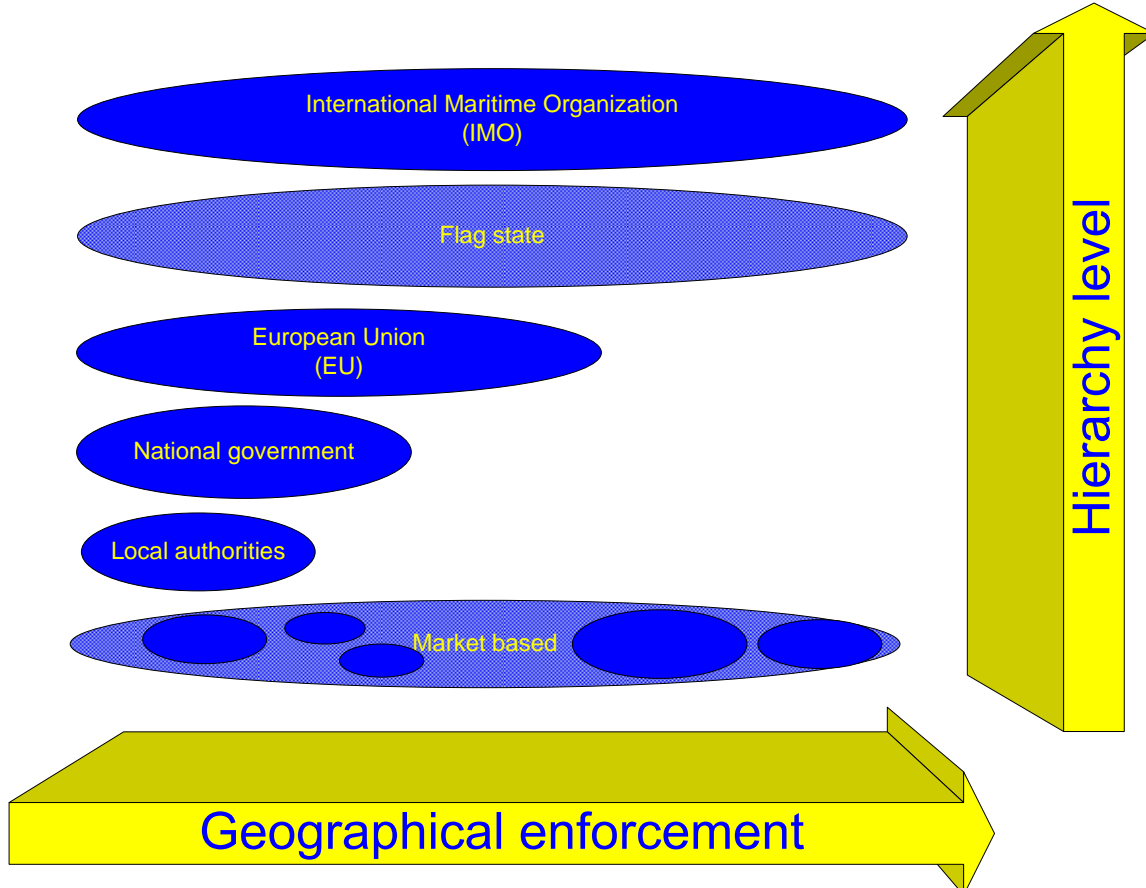 International Maritime Organization
(IMO)
Flag state
European Union
(EU)
National government
Local authorities
Market based
Hierarchy level
Geographical enforcement